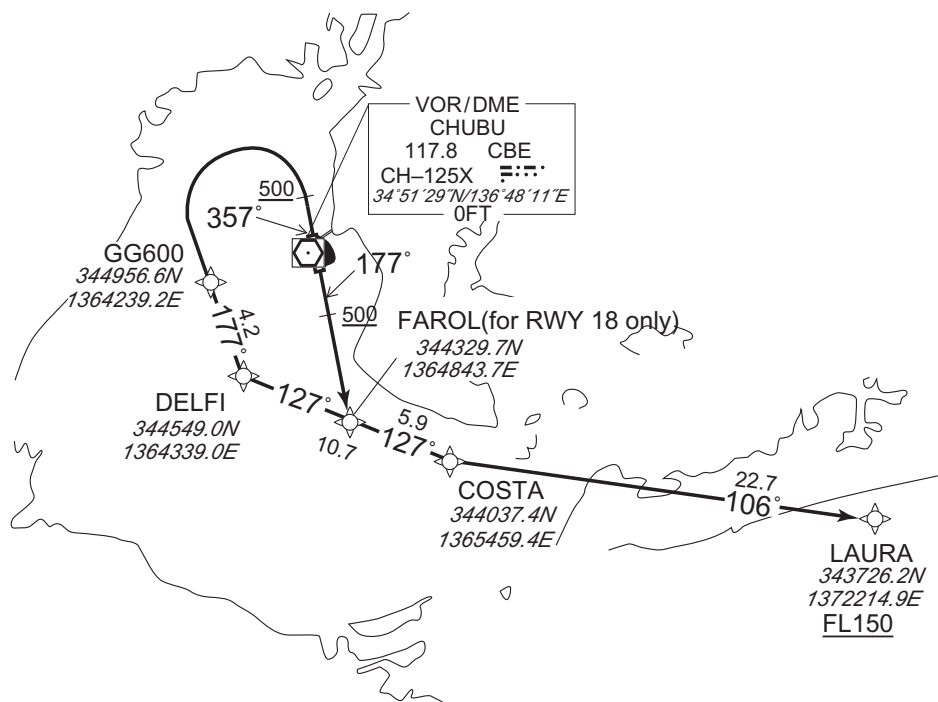 VOR/DME
CHUBU
117.8 CBE
CH–125X
34°51´29˝N/136°48´11˝E
0FT
500
357°
177°
500
GG600
344956.6N
1364239.2E
4.2
177°
FAROL(for RWY 18 only)
344329.7N
1364843.7E
DELFI
344549.0N
1364339.0E
127°
10.7
5.9
127°
COSTA
344037.4N
1365459.4E
22.7
106°
LAURA
343726.2N
1372214.9E
FL150